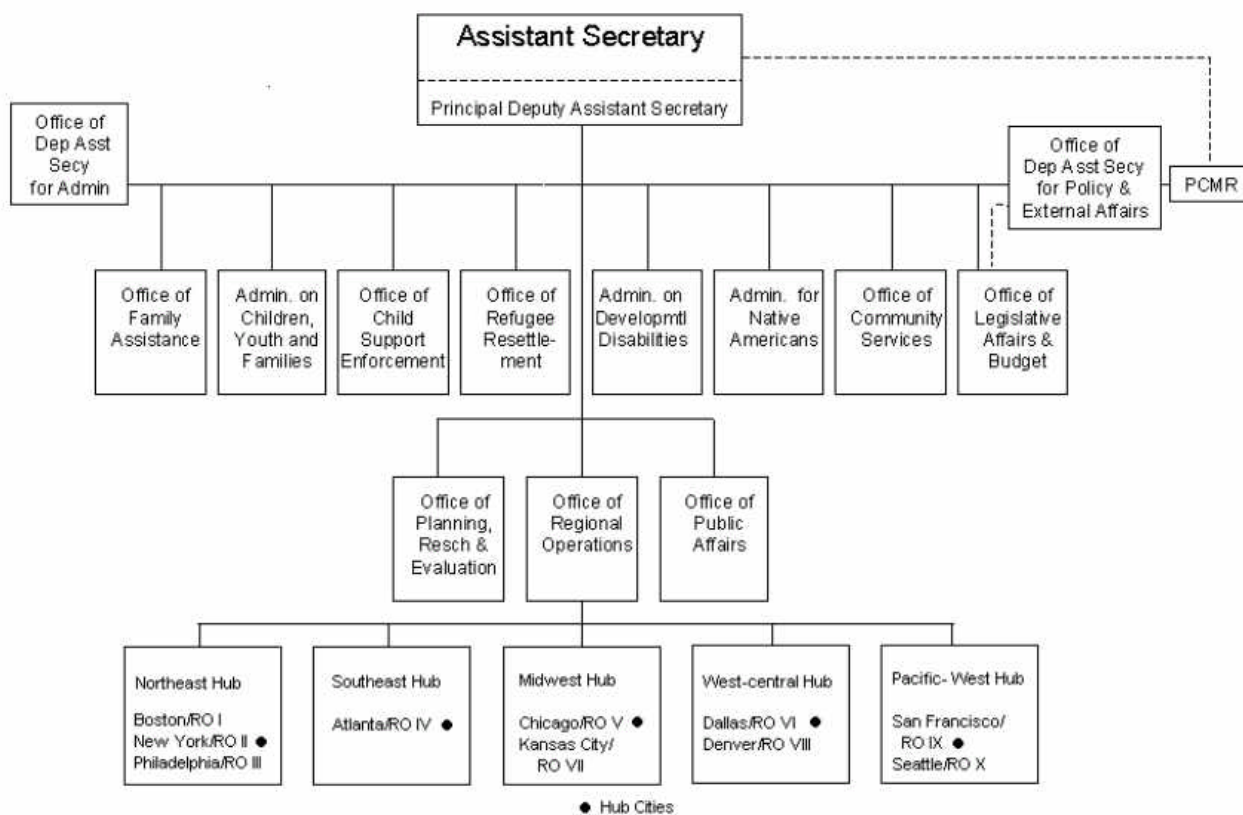 Assistant Secretary
Principal Deputy Assistant Secretary
Office of
Dep Asst
Secy
for Admin
Office of
Dep Asst Secy
for Policy &
External Affairs
PCMR
Office of
Family
Assistance
Admin. on
Children,
Youth and
Families
Office of
Child
Support
Enforcement
Office of
Refugee
Resettle-
ment
Admin. on
Developmtl
Disabilities
Admin. for
Native
Americans
Office of
Community
Services
Office of
Legislative
Affairs &
Budget
Office of
Planning,
Resch &
Evaluation
Office of
Regional
Operations
Office of
Public
Affairs
Northeast Hub
Boston/RO I
New York/RO II ●
Philadelphia/RO III
Southeast Hub
Atlanta/RO IV ●
Midwest Hub
Chicago/RO V ●
Kansas City/
RO VII
West-central Hub
Dallas/RO VI ●
Denver/RO VIII
Pacific- West Hub
San Francisco/
RO IX ●
Seattle/RO X
● Hub Cities